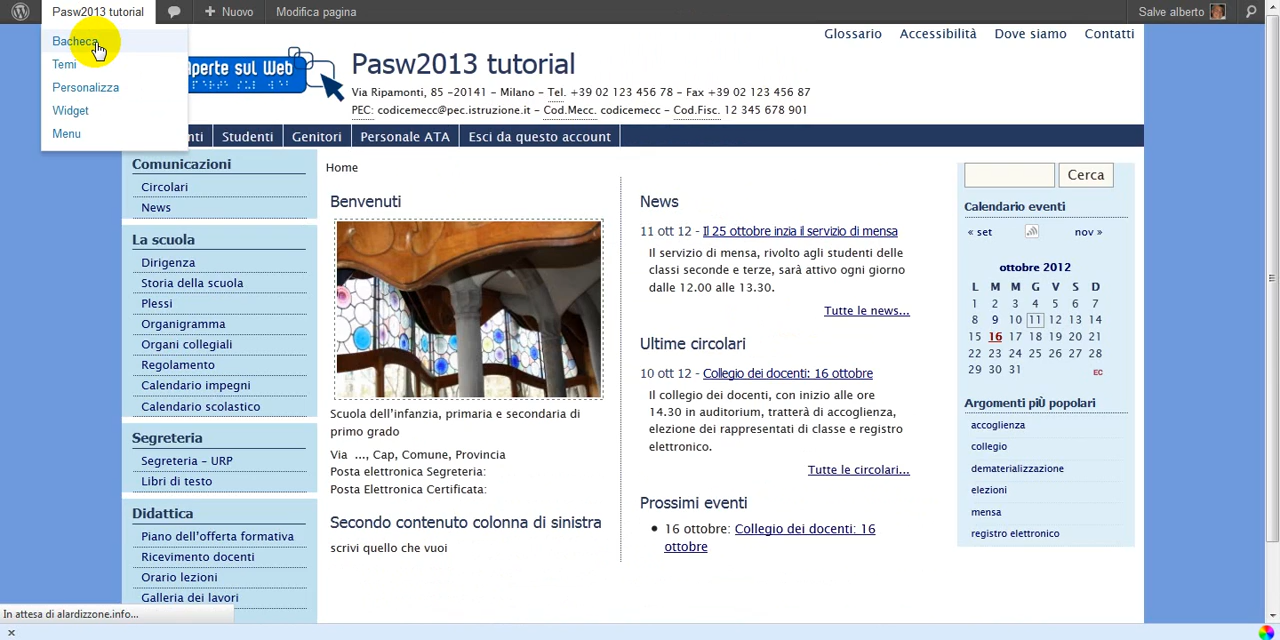 Pasw2013 tutorial
Nuovo
Modifica pagina
Salve alberto
Bacheca
Temi
Personalizza
Widget
Menu
Glossario
Accessibilità
Dove siamo
Contatti
perte sul Web
Pasw2013 tutorial
Via Ripamonti, 85 –20141 – Milano – Tel. +39 02 123 456 78 – Fax +39 02 123 456 87
PEC: codicemecc@pec.istruzione.it – Cod.Mecc. codicemecc – Cod.Fisc. 12 345 678 901
nti
Studenti
Genitori
Personale ATA
Esci da questo account
Comunicazioni
Circolari
News
La scuola
Dirigenza
Storia della scuola
Plessi
Organigramma
Organi collegiali
Regolamento
Calendario impegni
Calendario scolastico
Segreteria
Segreteria – URP
Libri di testo
Didattica
Piano dell'offerta formativa
Ricevimento docenti
Orario lezioni
Galleria dei lavori
Home
Benvenuti
Scuola dell'infanzia, primaria e secondaria di
primo grado
Via ..., Cap, Comune, Provincia
Posta elettronica Segreteria:
Posta Elettronica Certificata:
Secondo contenuto colonna di sinistra
scrivi quello che vuoi
News
11 ott 12 - Il 25 ottobre inzia il servizio di mensa
Il servizio di mensa, rivolto agli studenti delle
classi seconde e terze, sarà attivo ogni giorno
dalle 12.00 alle 13.30.
Tutte le news...
Ultime circolari
10 ott 12 - Collegio dei docenti: 16 ottobre
Il collegio dei docenti, con inizio alle ore
14.30 in auditorium, tratterà di accoglienza,
elezione dei rappresentati di classe e registro
elettronico.
Tutte le circolari...
Prossimi eventi
16 ottobre: Collegio dei docenti: 16
ottobre
Cerca
Calendario eventi
« set
nov »
ottobre 2012
L M M G V S D
1 2 3 4 5 6 7
8 9 10 11 12 13 14
15 16 17 18 19 20 21
22 23 24 25 26 27 28
29 30 31
EC
Argomenti piÙ popolari
accoglienza
collegio
dematerializzazione
elezioni
mensa
registro elettronico
In attesa di alardizzone.info...